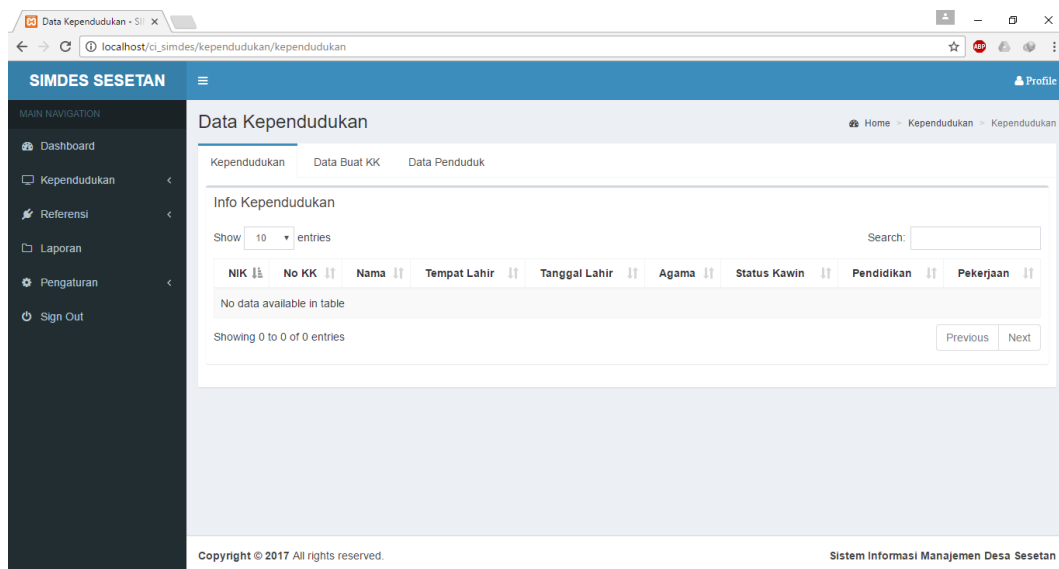 Data Kependudukan - SI
localhost/ci_simdes/kependudukan/kependudukan
ABP
SIMDES SESETAN
Profile
MAIN NAVIGATION
Data Kependudukan
Home > Kependudukan > Kependudukan
Dashboard
Kependudukan
Referensi
Laporan
Pengaturan
Sign Out
Kependudukan Data Buat KK Data Penduduk
Info Kependudukan
Show 10 entries Search:
NIK No KK Nama Tempat Lahir Tanggal Lahir Agama Status Kawin Pendidikan Pekerjaan
No data available in table
Showing 0 to 0 of 0 entries Previous Next
Copyright © 2017 All rights reserved. Sistem Informasi Manajemen Desa Sesetan